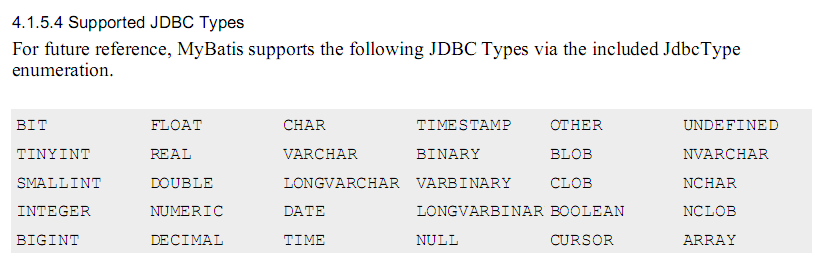 4.1.5.4 Supported JDBC Types
For future reference, MyBatis supports the following JDBC Types via the included JdbcType
enumeration.
BIT FLOAT CHAR TIMESTAMP OTHER UNDEFINED
TINYINT REAL VARCHAR BINARY BLOB NVARCHAR
SMALLINT DOUBLE LONGVARCHAR VARBINARY CLOB NCHAR
INTEGER NUMERIC DATE LONGVARBINAR BOOLEAN NCLOB
BIGINT DECIMAL TIME NULL CURSOR ARRAY